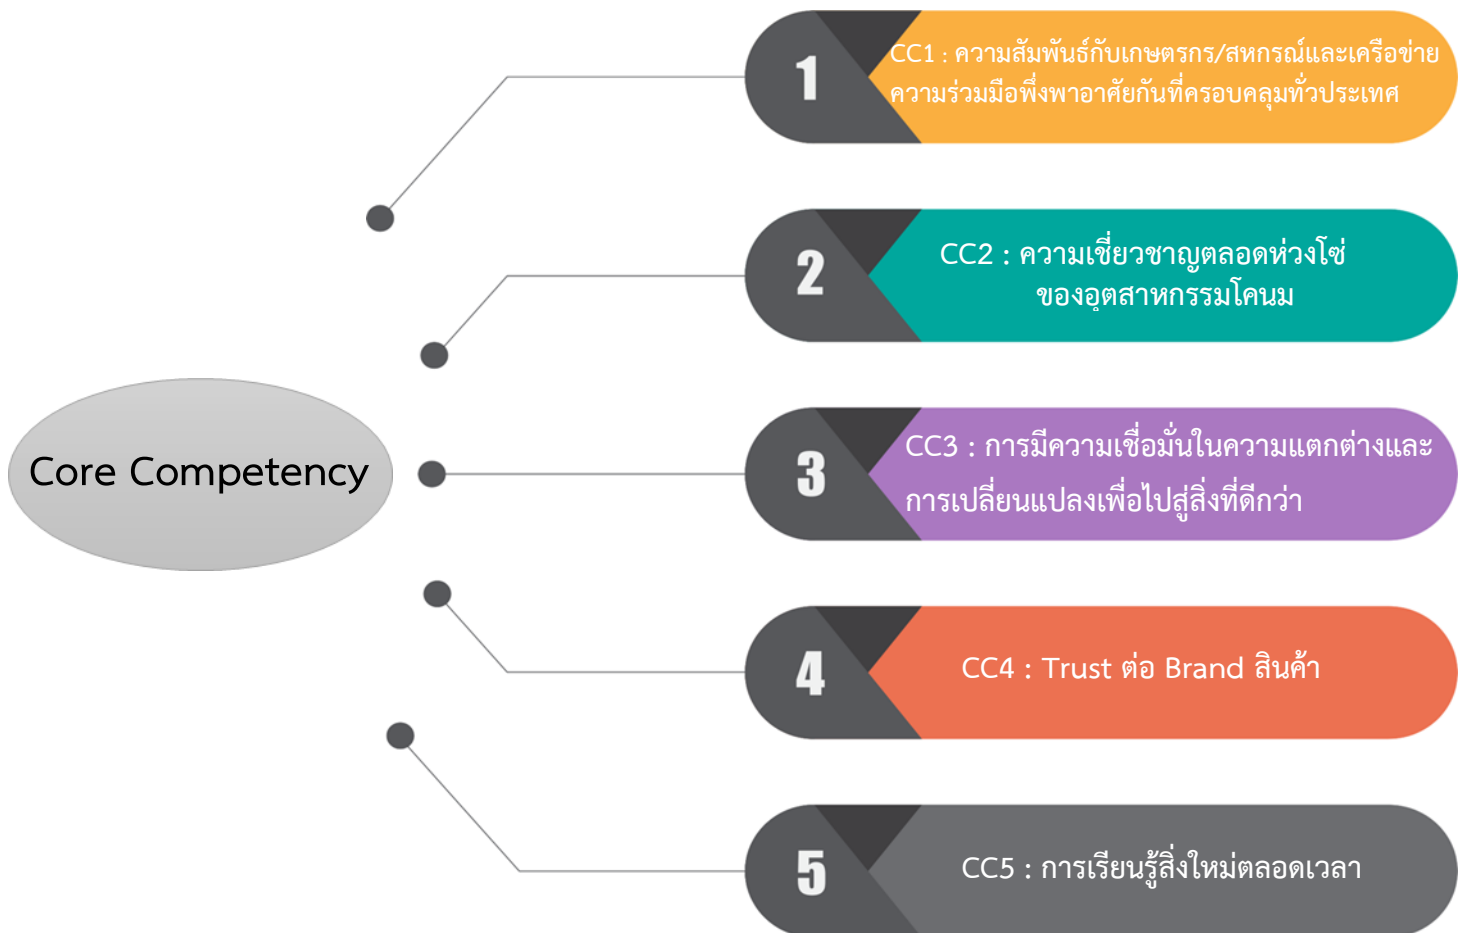 1
CC1 : ความสัมพันธ์กับเกษตรกร/สหกรณ์และเครือข่าย
ความร่วมมือพึ่งพาอาศัยกันที่ครอบคลุมทั่วประเทศ
2
CC2 : ความเชี่ยวชาญตลอดห่วงโซ่
ของอุตสาหกรรมโคนม
Core Competency
3
CC3 : การมีความเชื่อมั่นในความแตกต่างและ
การเปลี่ยนแปลงเพื่อไปสู่สิ่งที่ดีกว่า
4
CC4 : Trust ต่อ Brand สินค้า
5
CC5 : การเรียนรู้สิ่งใหม่ตลอดเวลา